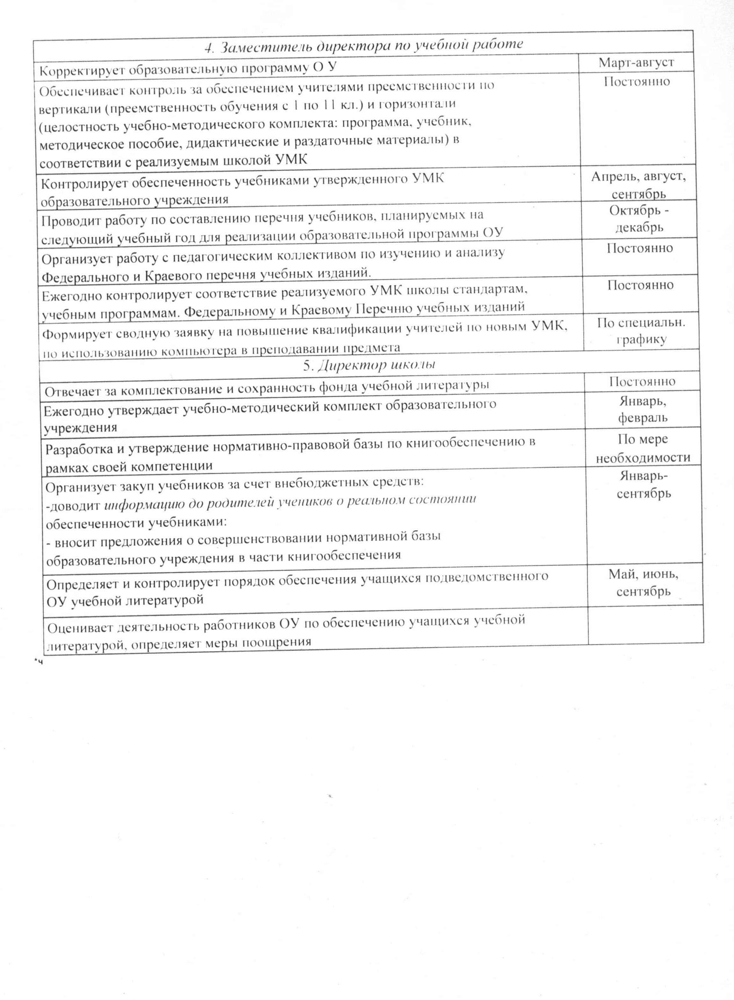 4. Заместитель директора по учебной работе
Корректирует образовательную программу О У
Март-август
Обеспечивает контроль за обеспечением учителями преемственности по
вертикали (преемственность обучения с 1 по 11 кл.) и горизонтали
(целостность учебно-методического комплекта: программа, учебник,
методическое пособие, дидактические и раздаточные материалы) в
соответствии с реализуемым школой УМК
Постоянно
Контролирует обеспеченность учебниками утвержденного УМК
образовательного учреждения
Апрель, август,
сентябрь
Проводит работу по составлению перечня учебников, планируемых на
следующий учебный год для реализации образовательной программы ОУ
Октябрь -
декабрь
Организует работу с педагогическим коллективом по изучению и анализу
Федерального и Краевого перечня учебных изданий.
Постоянно
Ежегодно контролирует соответствие реализуемого УМК школы стандартам,
учебным программам. Федеральному и Краевому Перечню учебных изданий
Постоянно
Формирует сводную заявку на повышение квалификации учителей по новым УМК,
по использованию компьютера в преподавании предмета
По специальн.
графику
5. Директор школы
Отвечает за комплектование и сохранность фонда учебной литературы
Постоянно
Ежегодно утверждает учебно-методический комплект образовательного
учреждения
Январь,
февраль
Разработка и утверждение нормативно-правовой базы по книгообеспечению в
рамках своей компетенции
По мере
необходимости
Организует закуп учебников за счет внебюджетных средств:
-доводит информацию до родителей учеников о реальном состоянии
обеспеченности учебниками:
- вносит предложения о совершенствовании нормативной базы
образовательного учреждения в части книгообеспечения
Январь-
сентябрь
Определяет и контролирует порядок обеспечения учащихся подведомственного
ОУ учебной литературой
Май, июнь,
сентябрь
Оценивает деятельность работников ОУ по обеспечению учащихся учебной
литературой, определяет меры поощрения
*ч